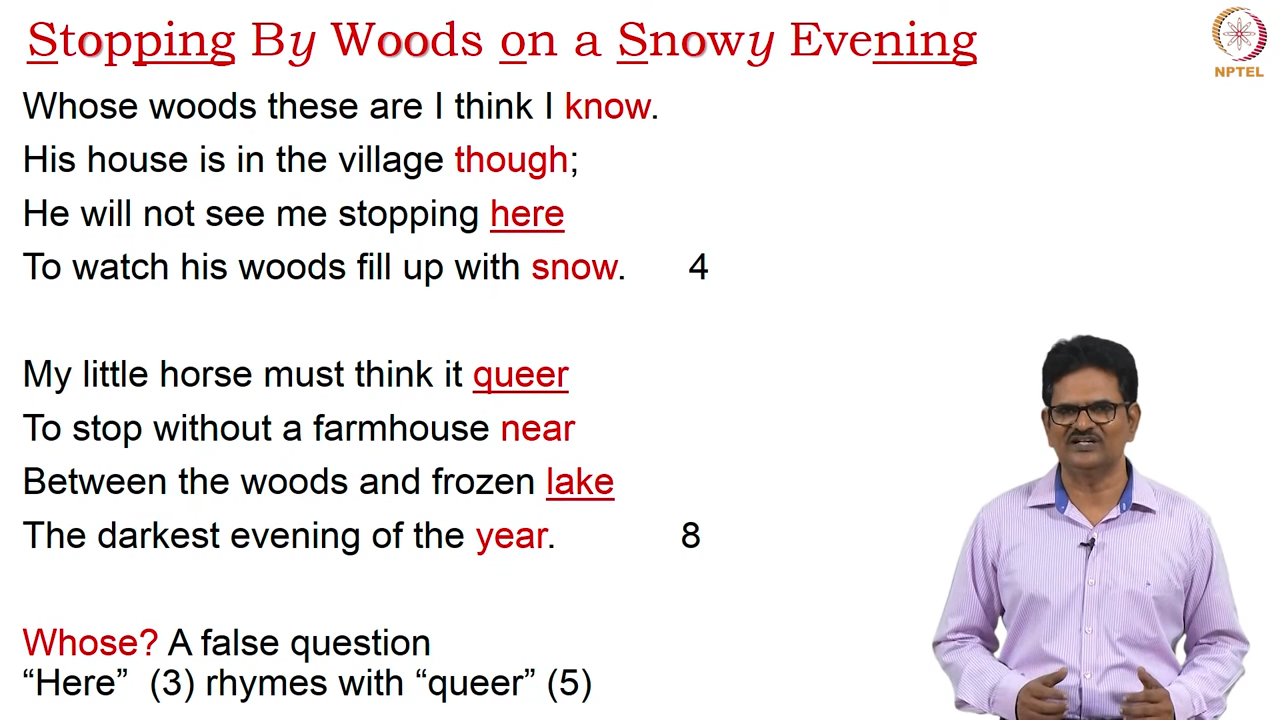 Stopping By Woods on a Snowy Evening
NPTEL
Whose woods these are I think I know.
His house is in the village though;
He will not see me stopping here
To watch his woods fill up with snow. 4
My little horse must think it queer
To stop without a farmhouse near
Between the woods and frozen lake
The darkest evening of the year. 8
Whose? A false question
“Here” (3) rhymes with “queer” (5)